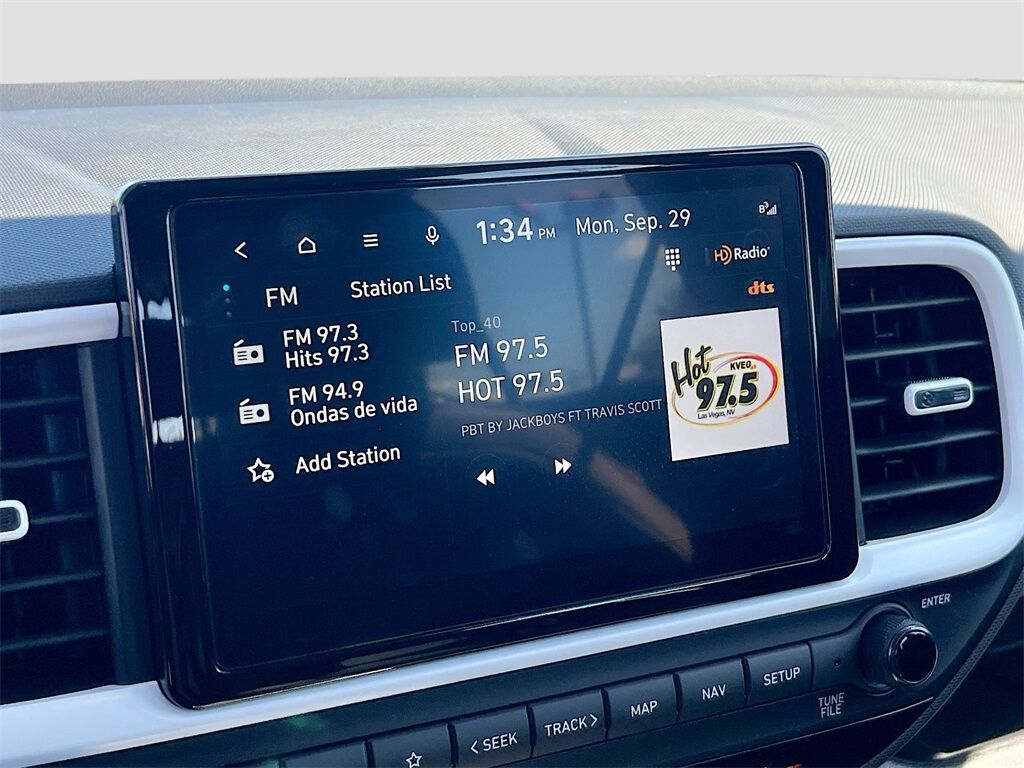 1:34 PM Mon, Sep. 29
B
HD Radio
FM Station List
dts
FM 97.3
Hits 97.3
FM 94.9
Ondas de vida
Add Station
Top_40
FM 97.5
HOT 97.5
PBT BY JACKBOYS FT TRAVIS SCOTT
Hot
KVEG
97.5
Las Vegas, NV
ENTER
< SEEK
TRACK >
MAP
NAV
SETUP
TUNE
FILE